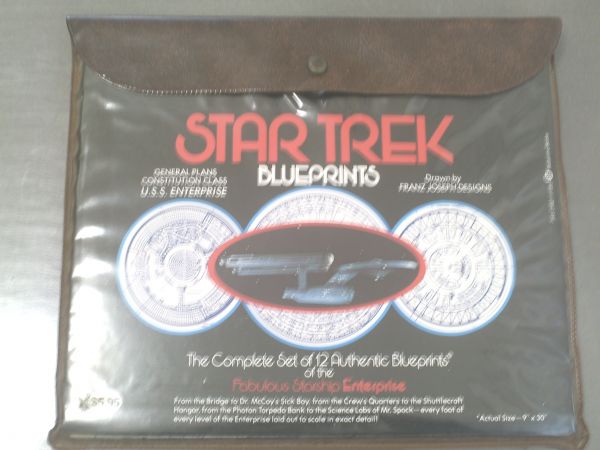 STAR TREK
BLUEPRINTS
GENERAL PLANS
CONSTITUTION CLASS
U.S.S. ENTERPRISE
Drawn by
FRANZ JOSEPH DESIGNS
The Complete Set of 12 Authentic Blueprints
of the
Fabulous Starship Enterprise
$5.95
From the Bridge to Dr. McCoy's Sick Bay, from the Crew's Quarters to the Shuttlecraft
Hangar, from the Photon Torpedo Bank to the Science Labs of Mr. Spock—every foot of
every level of the Enterprise laid out to scale in exact detail!
*Actual Size—9" x 30"